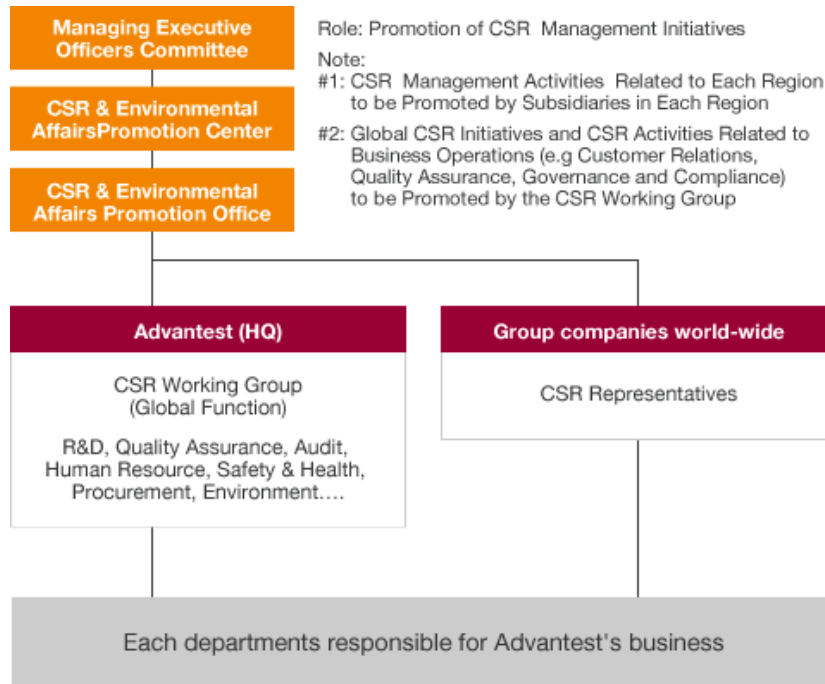 Managing Executive
Officers Committee
CSR & Environmental
AffairsPromotion Center
CSR & Environmental
Affairs Promotion Office
Role: Promotion of CSR Management Initiatives
Note:
#1: CSR Management Activities Related to Each Region
to be Promoted by Subsidiaries in Each Region
#2: Global CSR Initiatives and CSR Activities Related to
Business Operations (e.g Customer Relations,
Quality Assurance, Governance and Compliance)
to be Promoted by the CSR Working Group
Advantest (HQ)
CSR Working Group
(Global Function)
R&D, Quality Assurance, Audit,
Human Resource, Safety & Health,
Procurement, Environment....
Group companies world-wide
CSR Representatives
Each departments responsible for Advantest's business